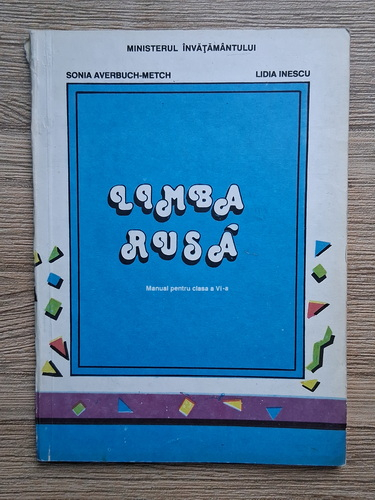 MINISTERUL ÎNVĂȚĂMÂNTULUI
SONIA AVERBUCH-METCH LIDIA INESCU
LIMBA
RUSĂ
Manual pentru clasa a VI-a